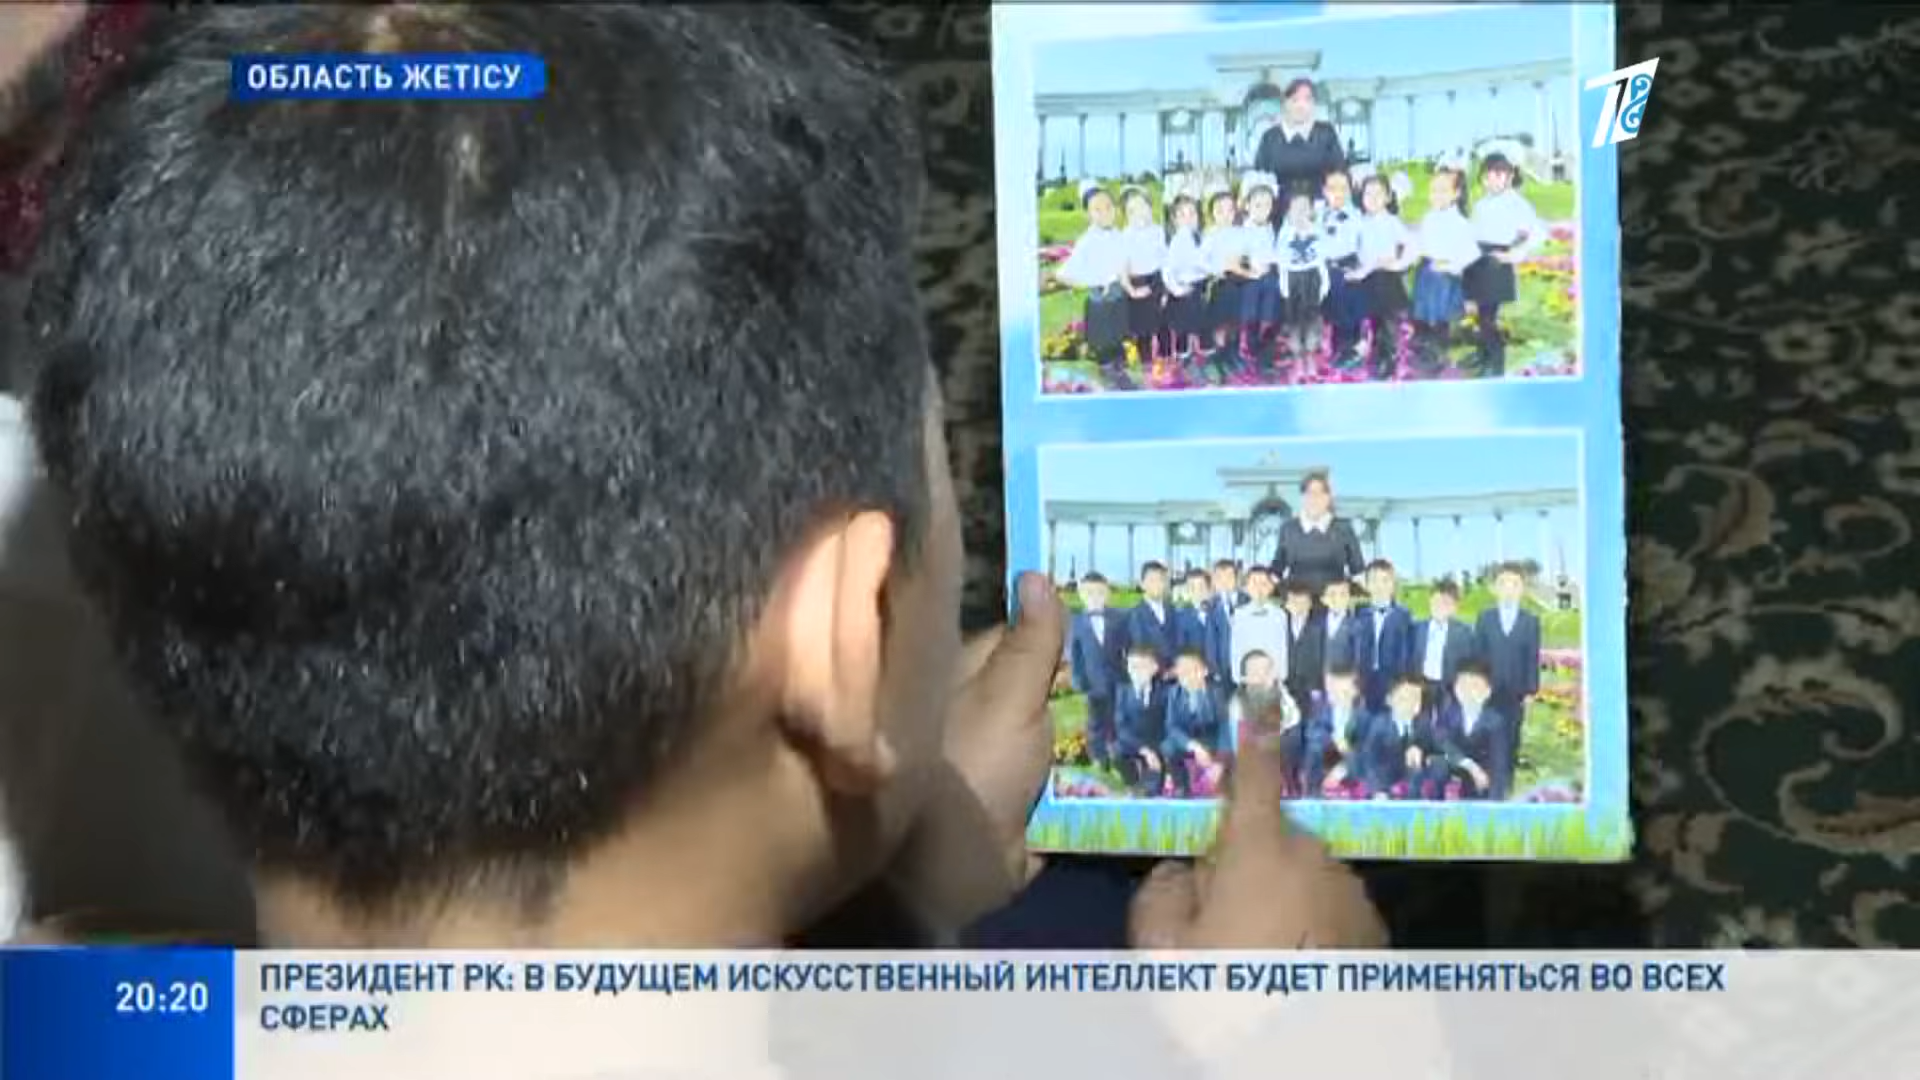 ОБЛАСТЬ ЖЕТІСУ
20:20
ПРЕЗИДЕНТ РК: В БУДУЩЕМ ИСКУССТВЕННЫЙ ИНТЕЛЛЕКТ БУДЕТ ПРИМЕНЯТЬСЯ ВО ВСЕХ
СФЕРАХ